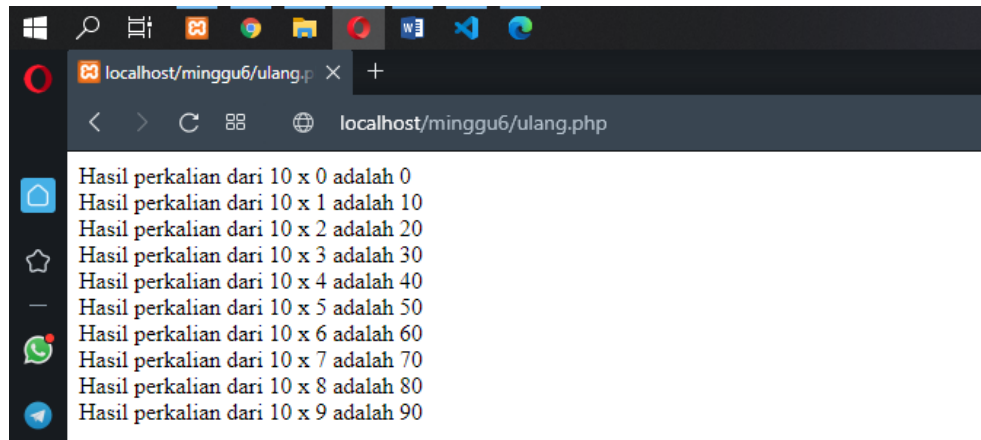 localhost/minggu6/ulang.p
localhost/minggu6/ulang.php
Hasil perkalian dari 10 x 0 adalah 0
Hasil perkalian dari 10 x 1 adalah 10
Hasil perkalian dari 10 x 2 adalah 20
Hasil perkalian dari 10 x 3 adalah 30
Hasil perkalian dari 10 x 4 adalah 40
Hasil perkalian dari 10 x 5 adalah 50
Hasil perkalian dari 10 x 6 adalah 60
Hasil perkalian dari 10 x 7 adalah 70
Hasil perkalian dari 10 x 8 adalah 80
Hasil perkalian dari 10 x 9 adalah 90